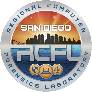 REGIONAL COMPUTER
SAN DIEGO
RCFL
FORENSICS LABORATORY